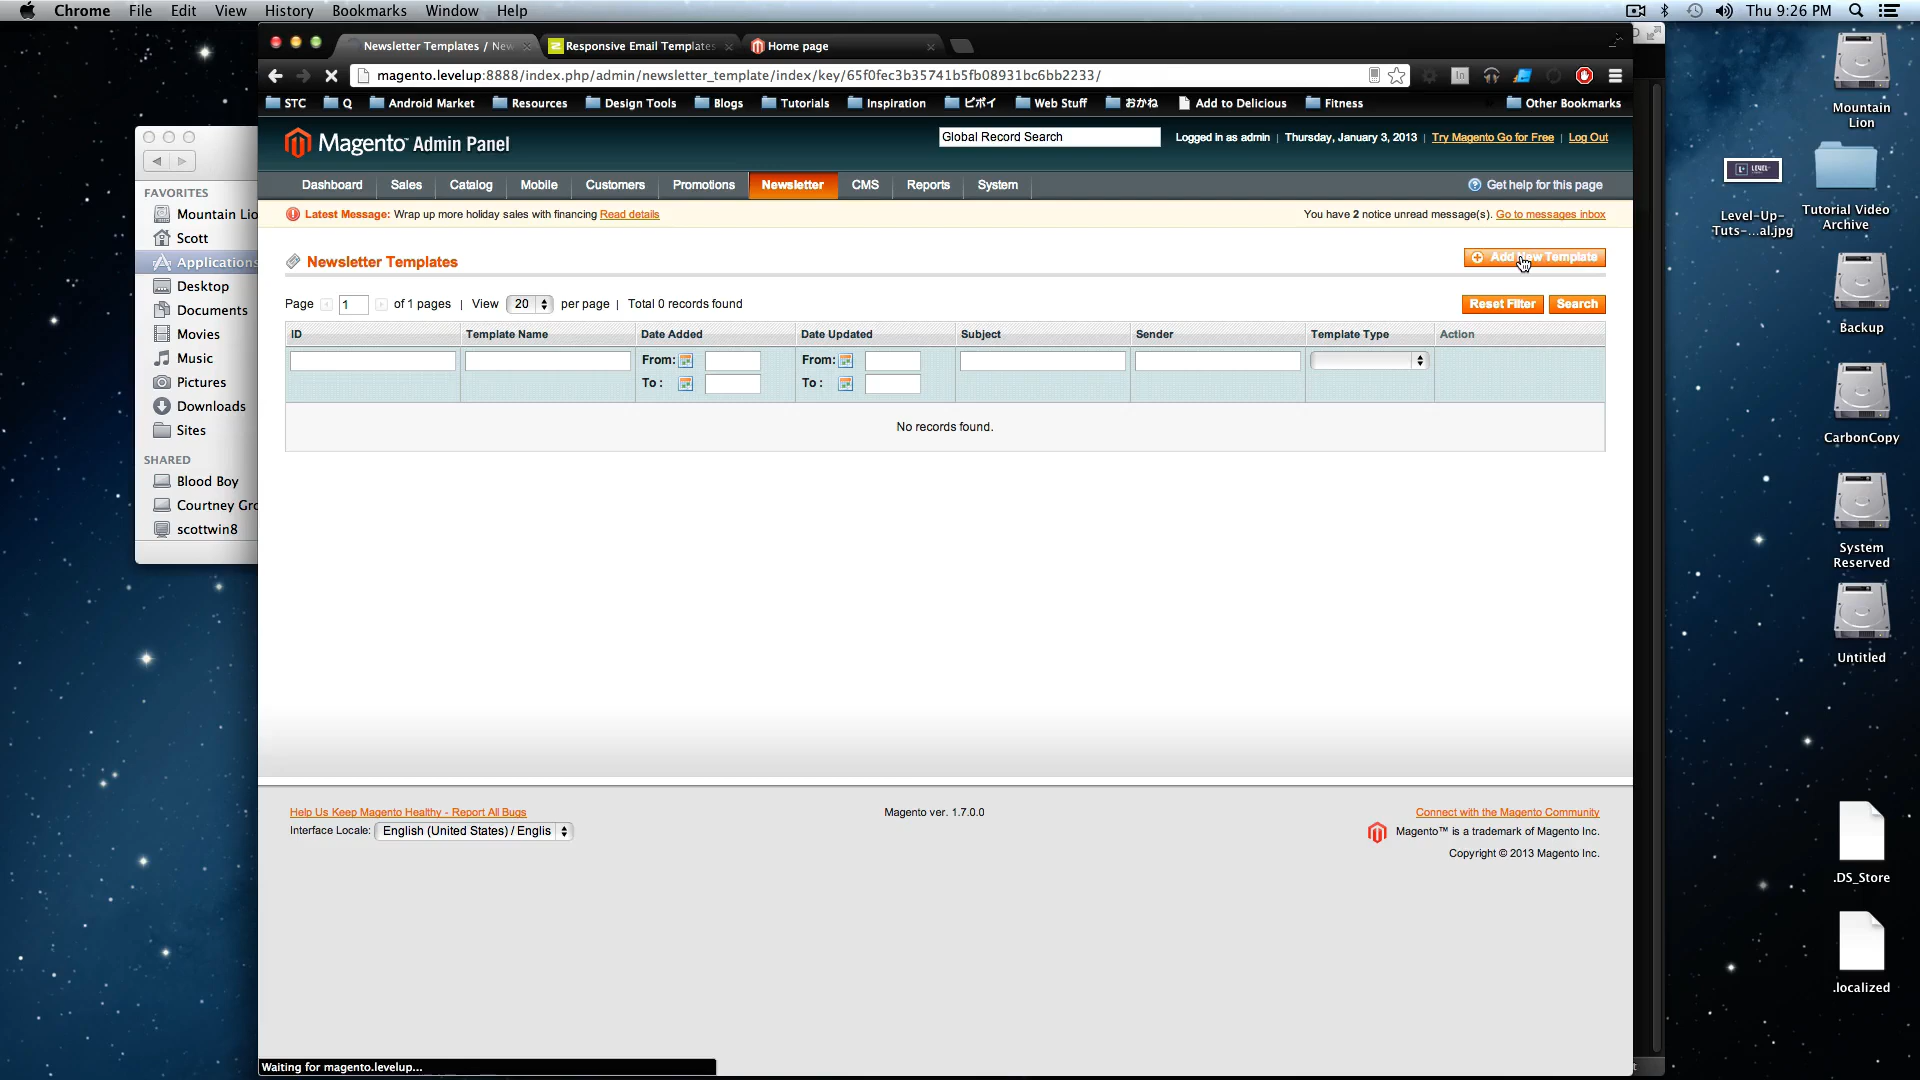 Chrome File Edit View History Bookmarks Window Help
Thu 9:26 PM
Newsletter Templates / New
Responsive Email Templates
Home page
magento.levelup:8888/index.php/admin/newsletter_template/index/key/65f0fec3b35741b5fb08931bc6bb2233/
STC Q Android Market Resources Design Tools Blogs Tutorials Inspiration ビボイ Web Stuff おかね Add to Delicious Fitness Other Bookmarks
Magento™ Admin Panel
Global Record Search
Logged in as admin | Thursday, January 3, 2013 | Try Magento Go for Free | Log Out
Dashboard Sales Catalog Mobile Customers Promotions Newsletter CMS Reports System
Get help for this page
Latest Message: Wrap up more holiday sales with financing Read details
You have 2 notice unread message(s). Go to messages inbox
Newsletter Templates
Add New Template
Page 1 of 1 pages | View 20 per page | Total 0 records found
Reset Filter Search
ID Template Name Date Added Date Updated Subject Sender Template Type Action
From: From:
To : To :
No records found.
Help Us Keep Magento Healthy - Report All Bugs
Interface Locale: English (United States) / Englis
Magento ver. 1.7.0.0
Connect with the Magento Community
Magento™ is a trademark of Magento Inc.
Copyright © 2013 Magento Inc.
Waiting for magento.levelup...
FAVORITES
Mountain Lio
Scott
Applications
Desktop
Documents
Movies
Music
Pictures
Downloads
Sites
SHARED
Blood Boy
Courtney Gro
scottwin8
Mountain
Lion
LEVEL
Level-Up-
Tuts-...al.jpg
Tutorial Video
Archive
Backup
CarbonCopy
System
Reserved
Untitled
.DS_Store
.localized